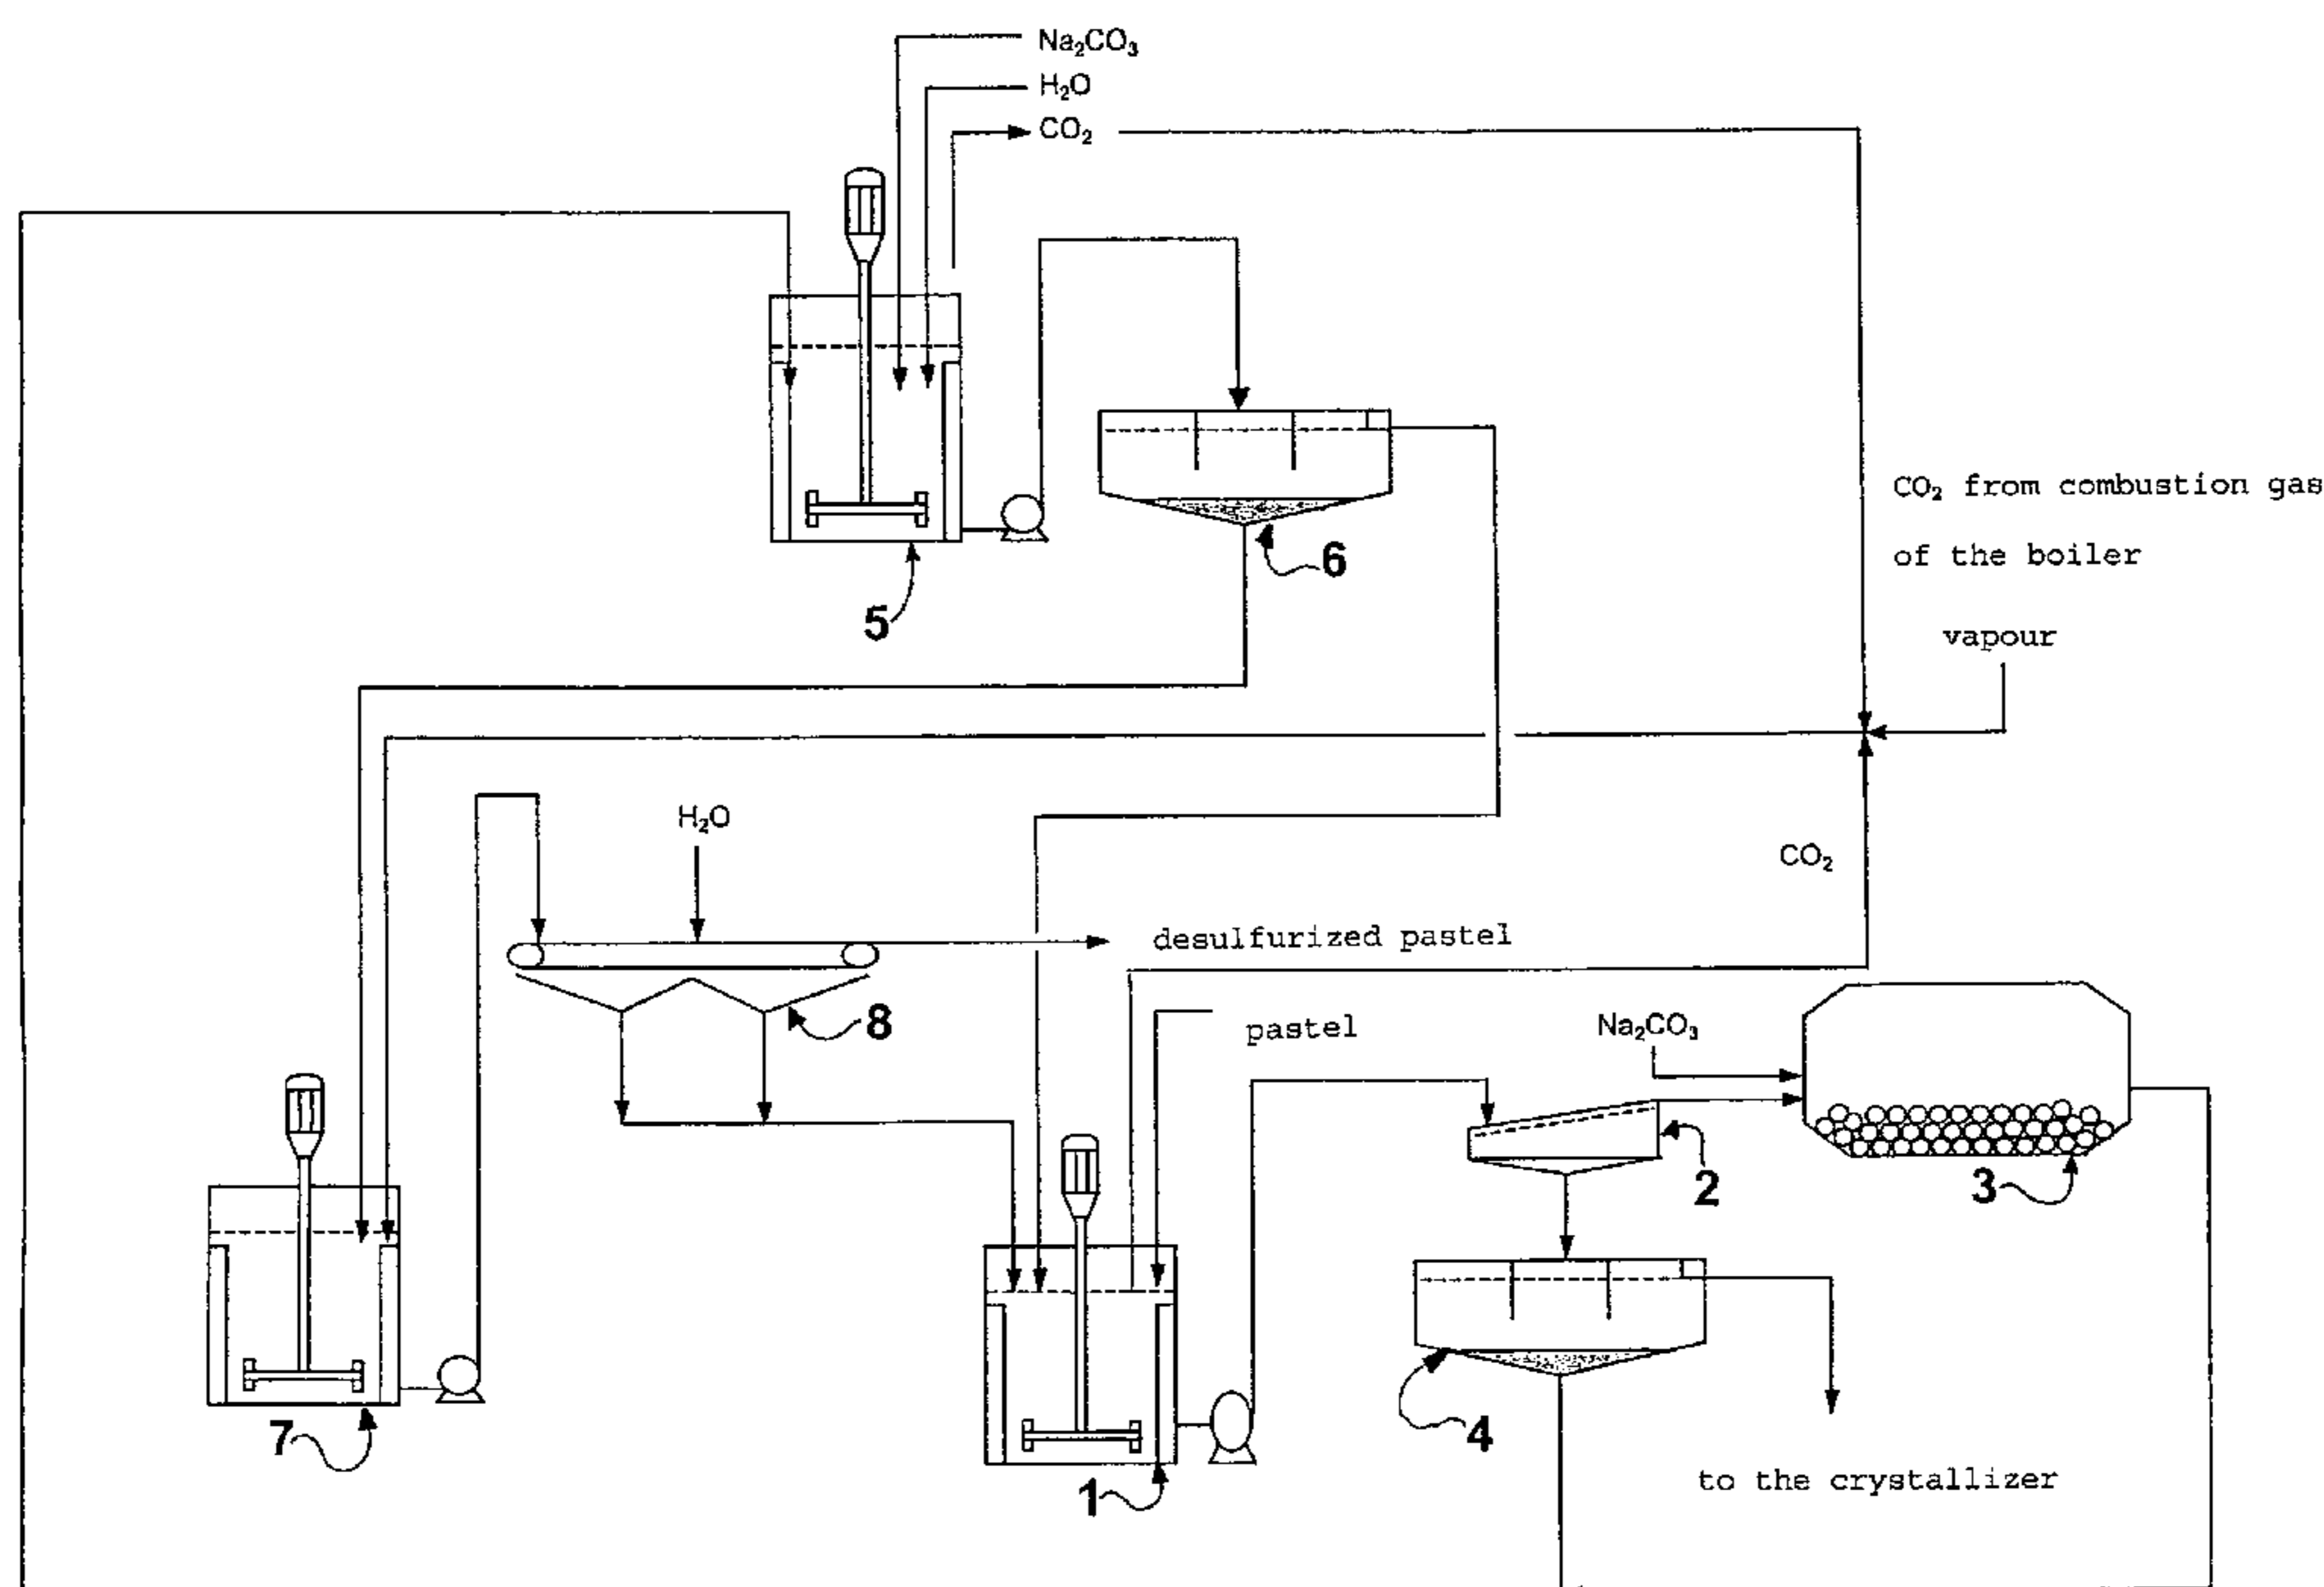 Na₂CO₃
H₂O
CO₂
CO₂ from combustion gas
of the boiler
6
5
vapour
H₂O
CO₂
desulfurized pastel
8
pastel
Na₂CO₃
2
3
4
7
1
to the crystallizer